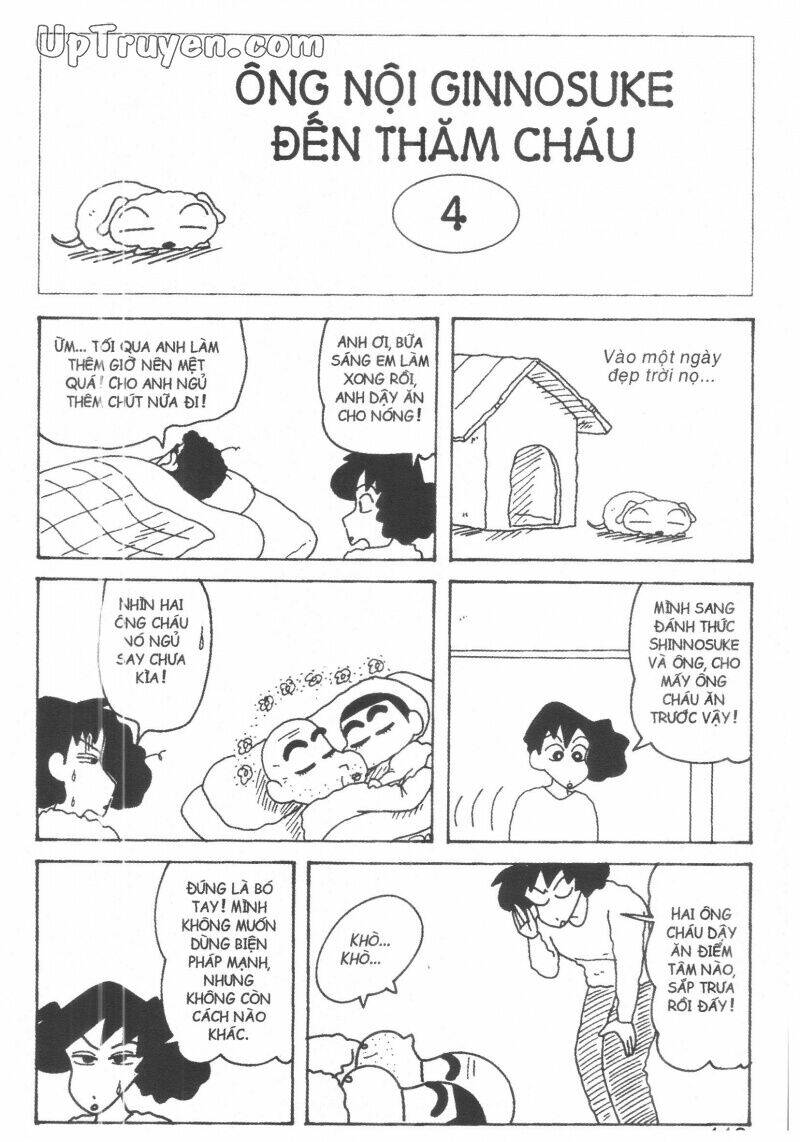 UpTruyen.com
ÔNG NỘI GINNOSUKE
ĐẾN THĂM CHÁU
4
Vào một ngày
đẹp trời nọ...
ANH ƠI, BỮA
SÁNG EM LÀM
XONG RỒI,
ANH DẬY ĂN
CHO NÓNG!
ỪM... TỐI QUA ANH LÀM
THÊM GIỜ NÊN MỆT
QUÁ! CHO ANH NGỦ
THÊM CHÚT NỮA ĐI!
MÌNH SANG
ĐÁNH THỨC
SHINNOSUKE
VÀ ÔNG, CHO
MẤY ÔNG
CHÁU ĂN
TRƯỚC VẬY!
NHÌN HAI
ÔNG CHÁU
NÓ NGỦ
SAY CHƯA
KÌA!
HAI ÔNG
CHÁU DẬY
ĂN ĐIỂM
TÂM NÀO,
SẮP TRƯA
RỒI ĐẤY!
KHÒ...
KHÒ...
ĐÚNG LÀ BÓ
TAY! MÌNH
KHÔNG MUỐN
DÙNG BIỆN
PHÁP MẠNH,
NHƯNG
KHÔNG CÒN
CÁCH NÀO
KHÁC.